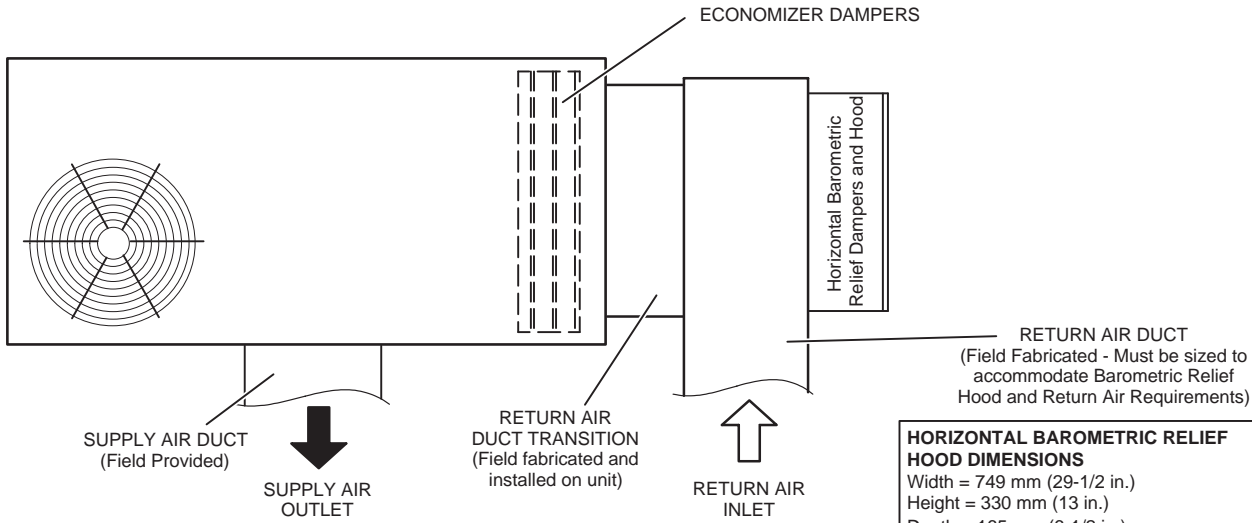 ECONOMIZER DAMPERS
Horizontal Barometric
Relief Dampers and Hood
RETURN AIR DUCT
(Field Fabricated - Must be sized to
accommodate Barometric Relief
Hood and Return Air Requirements)
SUPPLY AIR DUCT
(Field Provided)
SUPPLY AIR
OUTLET
RETURN AIR
DUCT TRANSITION
(Field fabricated and
installed on unit)
RETURN AIR
INLET
HORIZONTAL BAROMETRIC RELIEF
HOOD DIMENSIONS
Width = 749 mm (29-1/2 in.)
Height = 330 mm (13 in.)